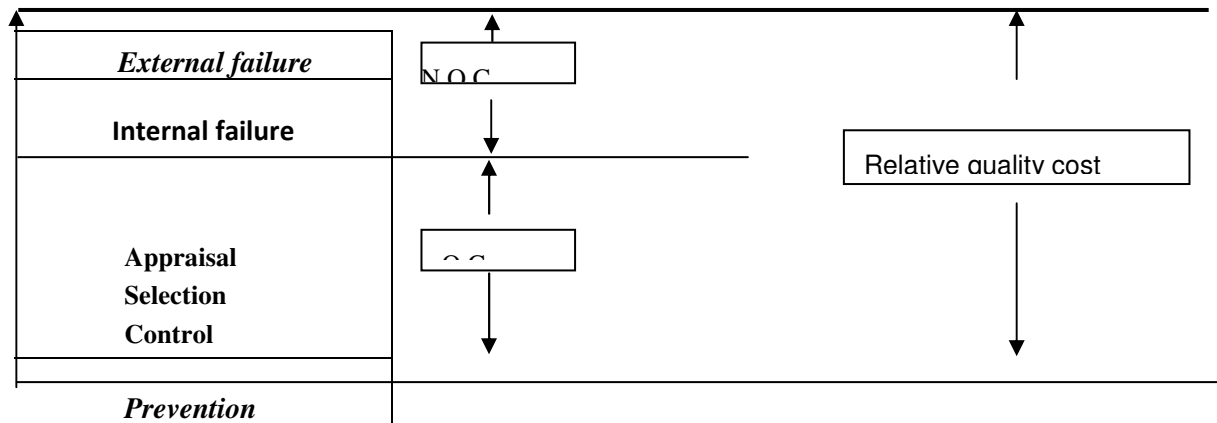 External failure
N.O.C
Internal failure
Relative quality cost
Appraisal
Selection
Control
Prevention